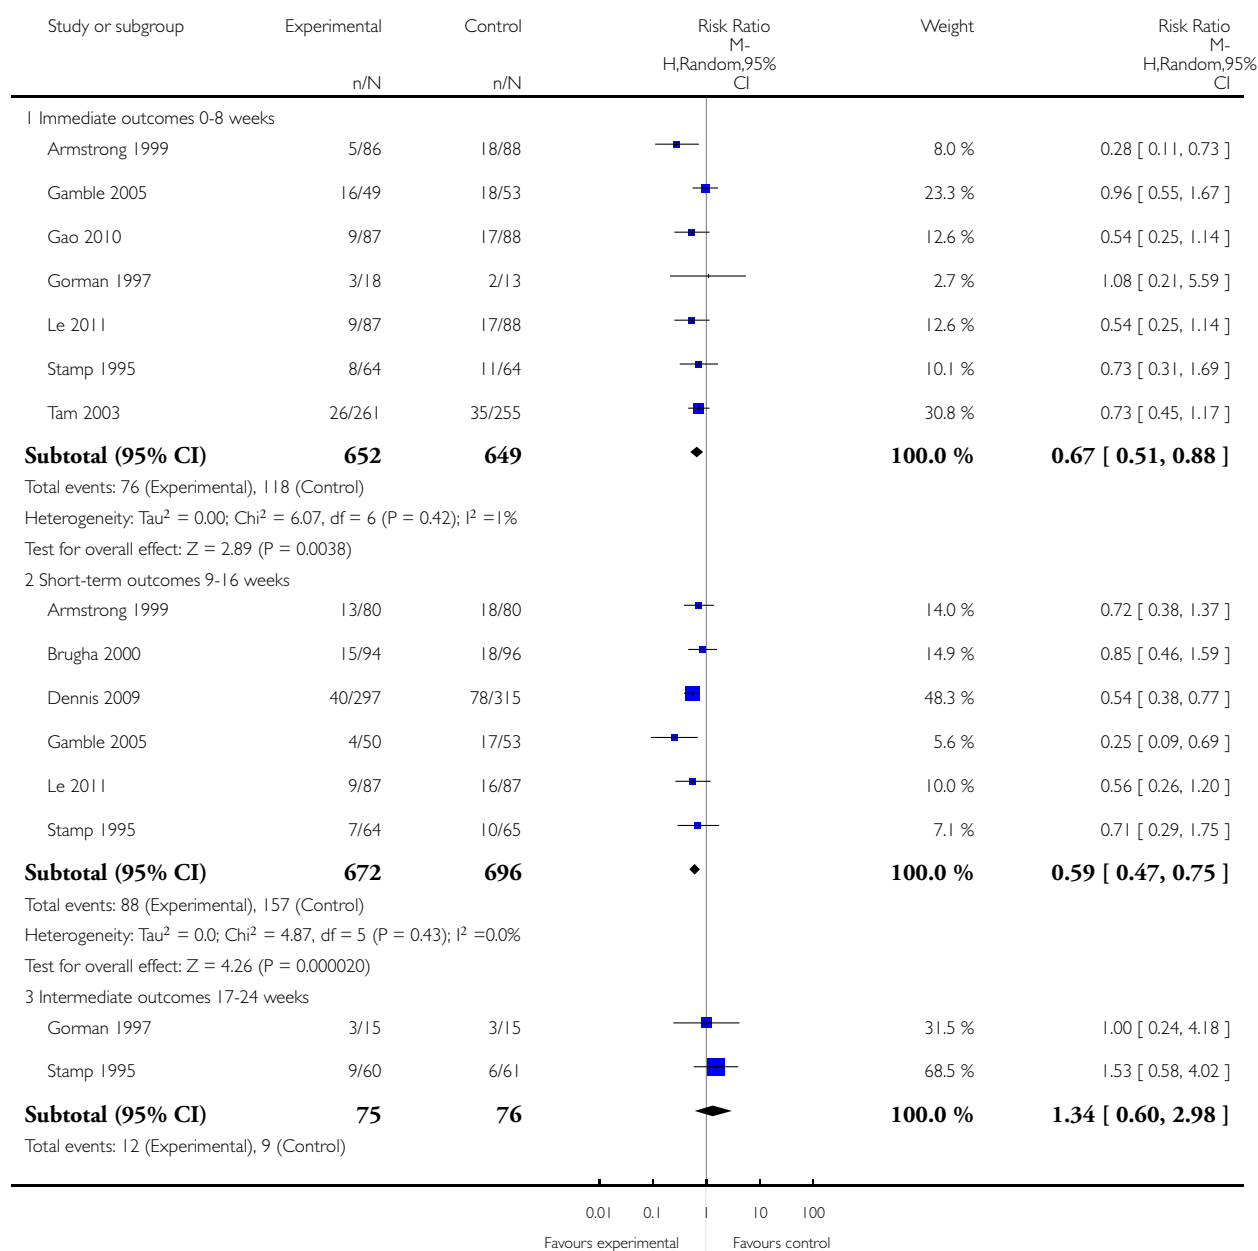 Study or subgroup Experimental Control Risk Ratio Weight Risk Ratio
M- M-
H,Random,95% H,Random,95%
n/N n/N CI CI
1 Immediate outcomes 0-8 weeks
Armstrong 1999 5/86 18/88 8.0 % 0.28 [ 0.11, 0.73 ]
Gamble 2005 16/49 18/53 23.3 % 0.96 [ 0.55, 1.67 ]
Gao 2010 9/87 17/88 12.6 % 0.54 [ 0.25, 1.14 ]
Gorman 1997 3/18 2/13 2.7 % 1.08 [ 0.21, 5.59 ]
Le 2011 9/87 17/88 12.6 % 0.54 [ 0.25, 1.14 ]
Stamp 1995 8/64 11/64 10.1 % 0.73 [ 0.31, 1.69 ]
Tam 2003 26/261 35/255 30.8 % 0.73 [ 0.45, 1.17 ]
Subtotal (95% CI) 652 649 100.0 % 0.67 [ 0.51, 0.88 ]
Total events: 76 (Experimental), 118 (Control)
Heterogeneity: Tau² = 0.00; Chi² = 6.07, df = 6 (P = 0.42); I² =1%
Test for overall effect: Z = 2.89 (P = 0.0038)
2 Short-term outcomes 9-16 weeks
Armstrong 1999 13/80 18/80 14.0 % 0.72 [ 0.38, 1.37 ]
Brugha 2000 15/94 18/96 14.9 % 0.85 [ 0.46, 1.59 ]
Dennis 2009 40/297 78/315 48.3 % 0.54 [ 0.38, 0.77 ]
Gamble 2005 4/50 17/53 5.6 % 0.25 [ 0.09, 0.69 ]
Le 2011 9/87 16/87 10.0 % 0.56 [ 0.26, 1.20 ]
Stamp 1995 7/64 10/65 7.1 % 0.71 [ 0.29, 1.75 ]
Subtotal (95% CI) 672 696 100.0 % 0.59 [ 0.47, 0.75 ]
Total events: 88 (Experimental), 157 (Control)
Heterogeneity: Tau² = 0.0; Chi² = 4.87, df = 5 (P = 0.43); I² =0.0%
Test for overall effect: Z = 4.26 (P = 0.000020)
3 Intermediate outcomes 17-24 weeks
Gorman 1997 3/15 3/15 31.5 % 1.00 [ 0.24, 4.18 ]
Stamp 1995 9/60 6/61 68.5 % 1.53 [ 0.58, 4.02 ]
Subtotal (95% CI) 75 76 100.0 % 1.34 [ 0.60, 2.98 ]
Total events: 12 (Experimental), 9 (Control)
0.01 0.1 1 10 100
Favours experimental Favours control